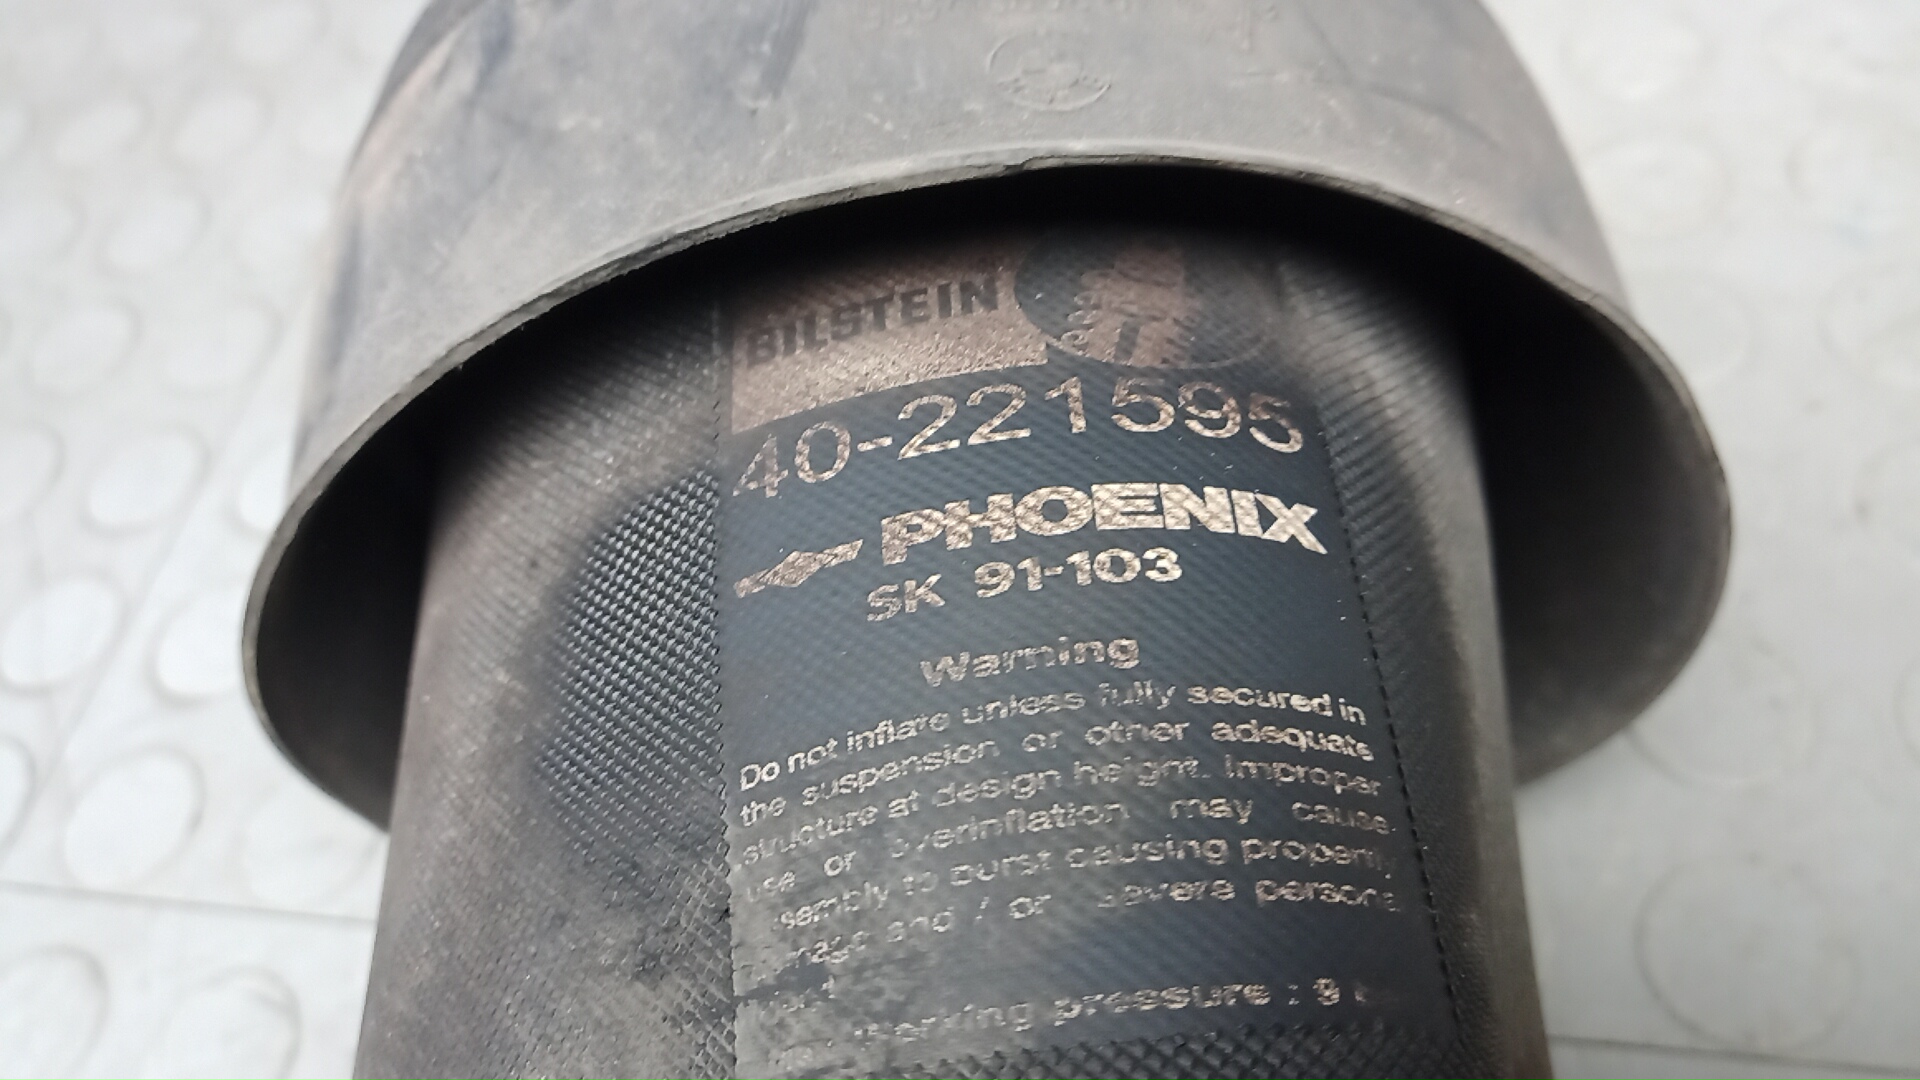 BILSTEIN
40-221595
PHOENIX
SK 91-103
Warning
Do not inflate unless fully secured in
the suspension or other adequate
structure at design height. Improper
use or overinflation may cause
to burst causing property
and / or severe
working pressure : 9